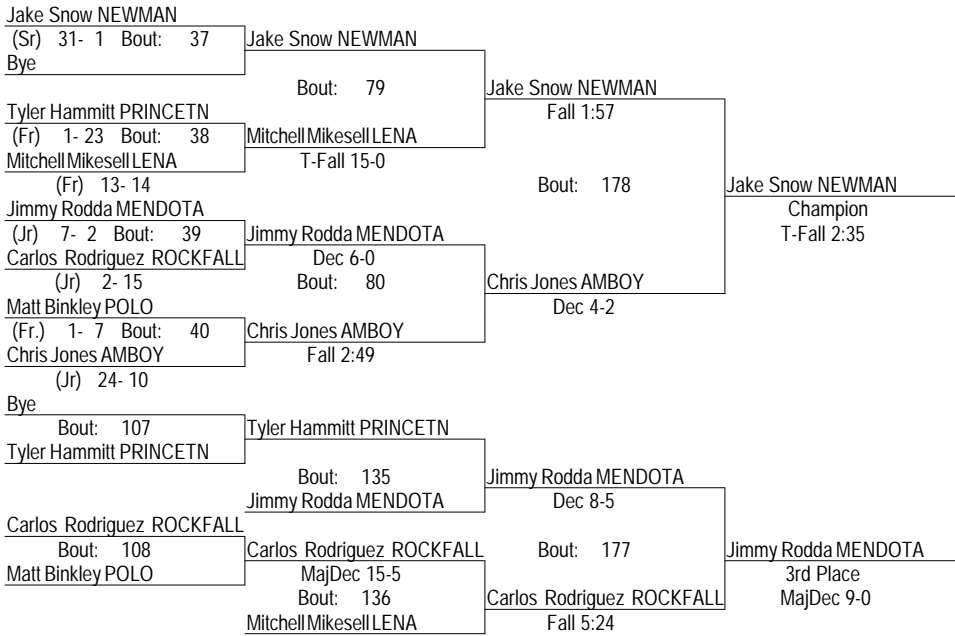 Jake Snow NEWMAN
(Sr) 31- 1 Bout: 37 Jake Snow NEWMAN
Bye
Bout: 79 Jake Snow NEWMAN
Tyler Hammitt PRINCETN Fall 1:57
(Fr) 1- 23 Bout: 38 Mitchell Mikesell LENA
Mitchell Mikesell LENA T-Fall 15-0
(Fr) 13- 14 Bout: 178 Jake Snow NEWMAN
Jimmy Rodda MENDOTA Champion
(Jr) 7- 2 Bout: 39 Jimmy Rodda MENDOTA T-Fall 2:35
Carlos Rodriguez ROCKFALL Dec 6-0
(Jr) 2- 15 Bout: 80 Chris Jones AMBOY
Matt Binkley POLO Dec 4-2
(Fr.) 1- 7 Bout: 40 Chris Jones AMBOY
Chris Jones AMBOY Fall 2:49
(Jr) 24- 10
Bye
Bout: 107 Tyler Hammitt PRINCETN
Tyler Hammitt PRINCETN
Bout: 135 Jimmy Rodda MENDOTA
Jimmy Rodda MENDOTA Dec 8-5
Carlos Rodriguez ROCKFALL
Bout: 108 Carlos Rodriguez ROCKFALL Bout: 177 Jimmy Rodda MENDOTA
Matt Binkley POLO MajDec 15-5 3rd Place
Bout: 136 Carlos Rodriguez ROCKFALL MajDec 9-0
Mitchell Mikesell LENA Fall 5:24